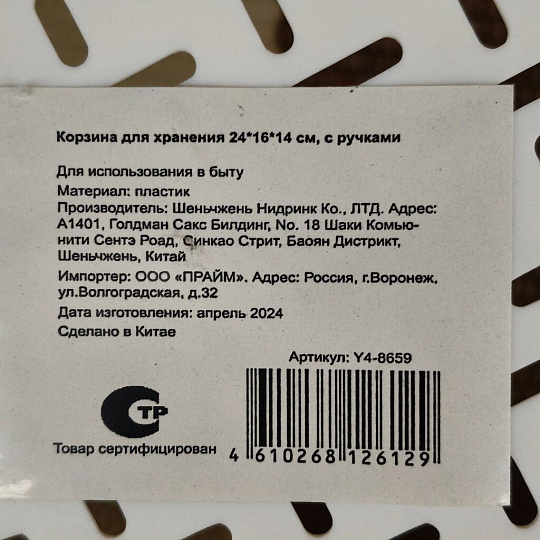 Корзина для хранения 24*16*14 см, с ручками
Для использования в быту
Материал: пластик
Производитель: Шеньчжень Нидринк Ко., ЛТД. Адрес:
А1401, Голдман Сакс Билдинг, No. 18 Шаки Комью-
нити Сентэ Роад, Синкао Стрит, Баоян Дистрикт,
Шеньчжень, Китай
Импортер: ООО «ПРАЙМ». Адрес: Россия, г.Воронеж,
ул.Волгоградская, д.32
Дата изготовления: апрель 2024
Сделано в Китае
Артикул: Y4-8659
СТР
Товар сертифицирован
4 610268 126129